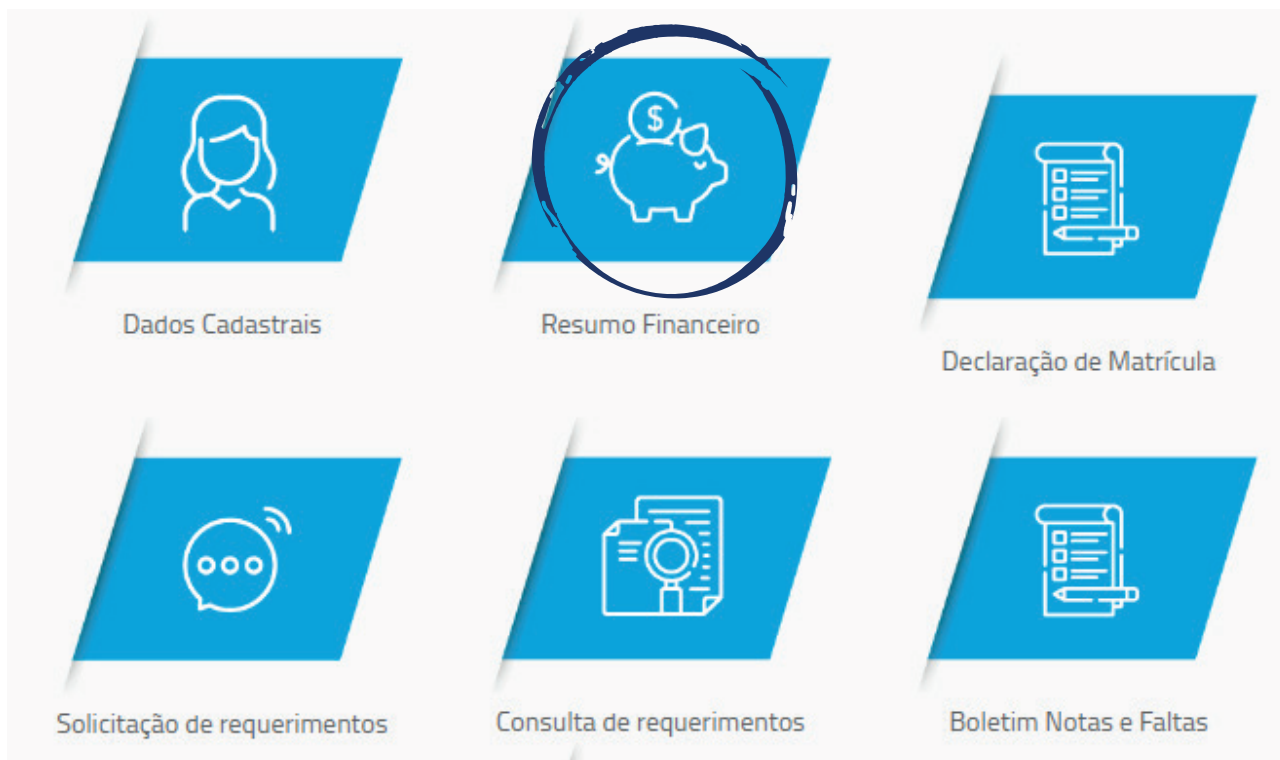 $
Dados Cadastrais
Resumo Financeiro
Declaração de Matrícula
Solicitação de requerimentos
Consulta de requerimentos
Boletim Notas e Faltas